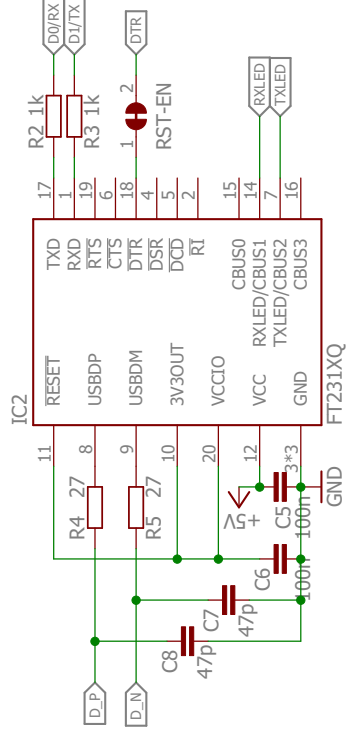 D0/RX
D1/TX
DTR
R2 1k
R3 1k
1
2
RST-EN
RXLED
TXLED
17
1
19
6
18
4
5
2
15
14
7
16
TXD
RXD
RTS
CTS
DTR
DSR
DCD
RI
CBUS0
RXLED/CBUS1
TXLED/CBUS2
CBUS3
IC2
FT231XQ
RESET
USBDP
USBDM
3V3OUT
VCCIO
VCC
GND
11
8
9
10
20
12
3*3
R4 27
R5 27
+5V
C5
100n
GND
C6
100n
C7
47p
C8
47p
D_P
D_N